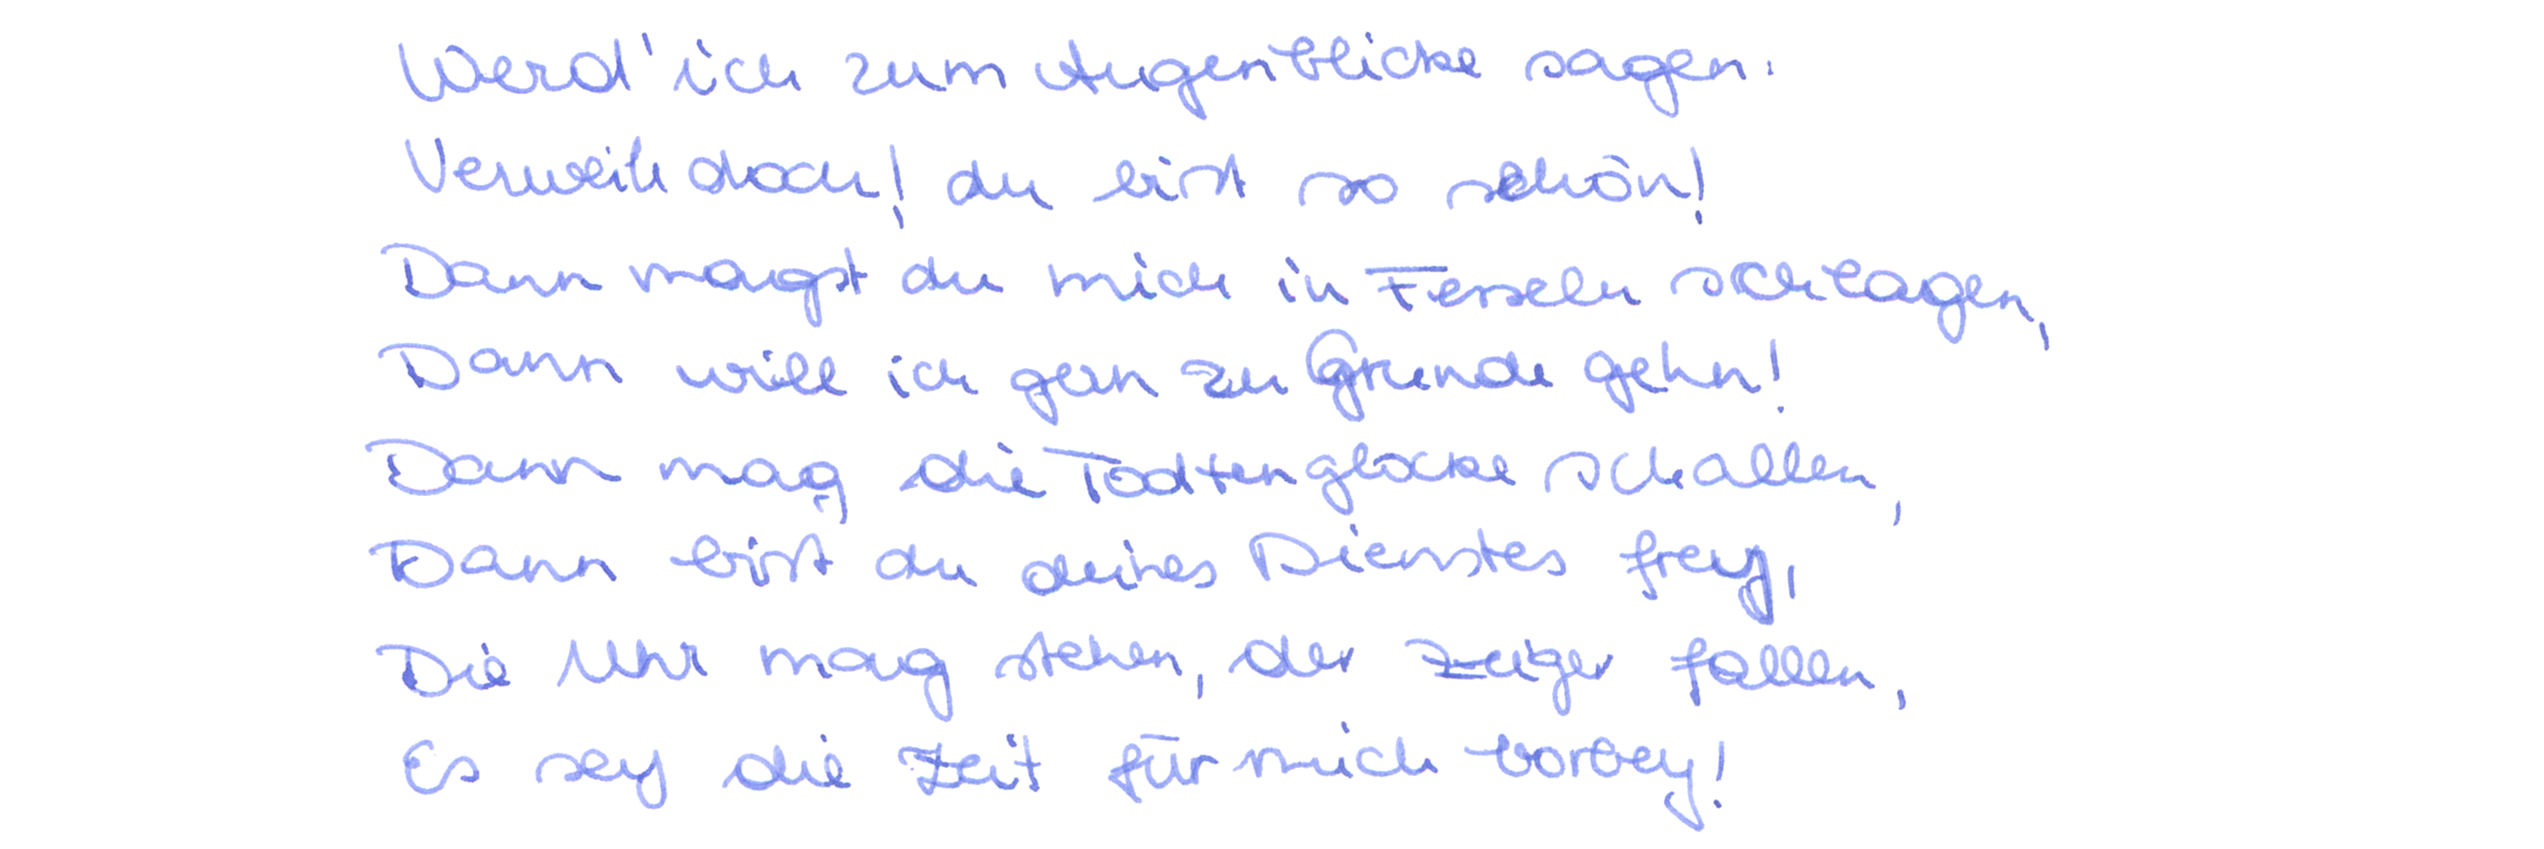 Werd' ich zum Augenblicke sagen:
Verweile doch! du bist so schön!
Dann magst du mich in Fesseln schlagen,
Dann will ich gern zu Grunde gehn!
Dann mag die Todtenglocke schallen,
Dann bist du deines Dienstes frey,
Die Uhr mag stehen, der Zeiger fallen,
Es sey die Zeit für mich vorbey!